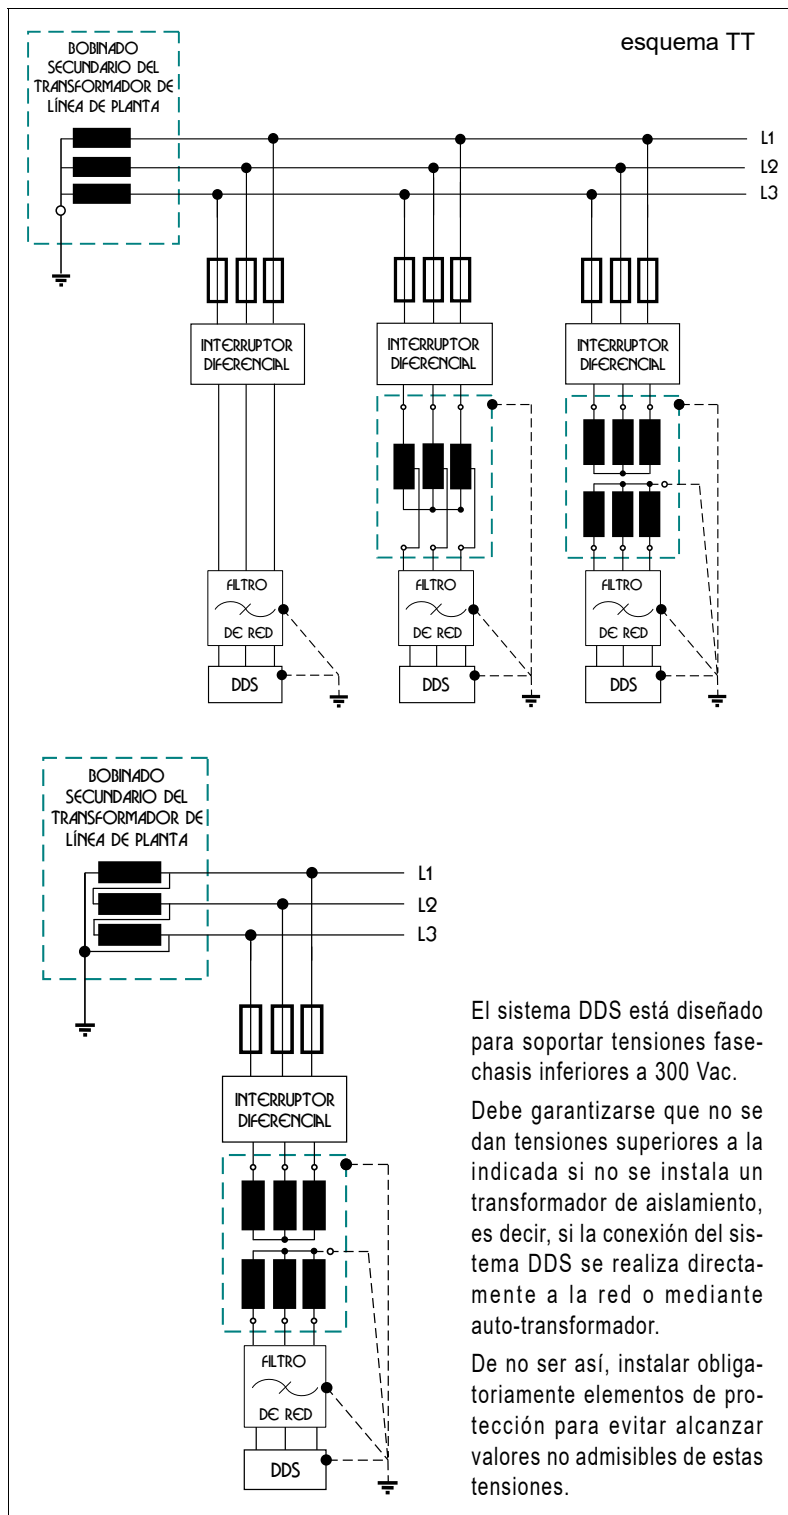 esquema TT
BOBINADO
SECUNDARIO DEL
TRANSFORMADOR DE
LÍNEA DE PLANTA
L1
L2
L3
INTERRUPTOR
DIFERENCIAL
INTERRUPTOR
DIFERENCIAL
INTERRUPTOR
DIFERENCIAL
FILTRO
DE RED
FILTRO
DE RED
FILTRO
DE RED
DDS
DDS
DDS
BOBINADO
SECUNDARIO DEL
TRANSFORMADOR DE
LÍNEA DE PLANTA
L1
L2
L3
INTERRUPTOR
DIFERENCIAL
FILTRO
DE RED
DDS
El sistema DDS está diseñado
para soportar tensiones fase-
chasis inferiores a 300 Vac.
Debe garantizarse que no se
dan tensiones superiores a la
indicada si no se instala un
transformador de aislamiento,
es decir, si la conexión del sis-
tema DDS se realiza directa-
mente a la red o mediante
auto-transformador.
De no ser así, instalar obliga-
toriamente elementos de pro-
tección para evitar alcanzar
valores no admisibles de estas
tensiones.